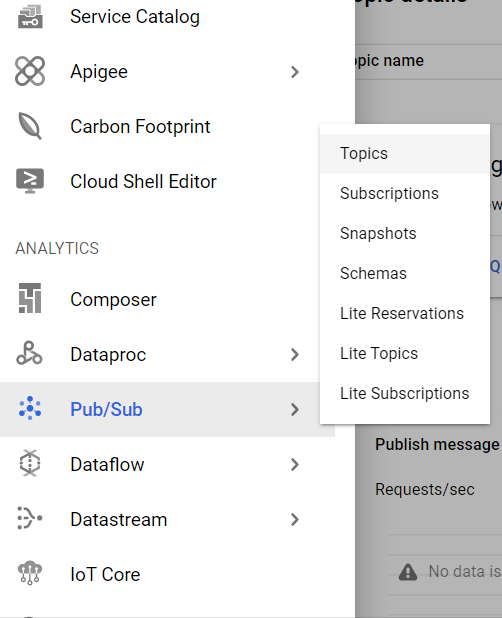 Service Catalog
Apigee
Carbon Footprint
Cloud Shell Editor
ANALYTICS
Composer
Dataproc
Pub/Sub
Dataflow
Datastream
IoT Core
Topics
Subscriptions
Snapshots
Schemas
Lite Reservations
Lite Topics
Lite Subscriptions
opic details
opic name
Publish message
Requests/sec
No data is